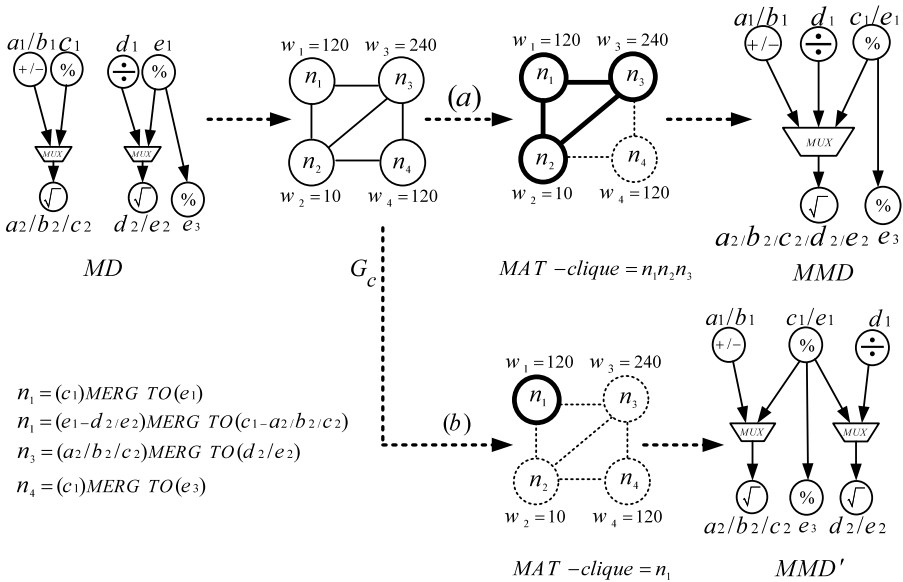 a1/b1 c1 d1 e1
+/- % ÷ %
MUX MUX
√ √ %
a2/b2/c2 d2/e2 e3
MD
w1=120 w3=240
n1 n3
n2 n4
w2=10 w4=120
(a)
w1=120 w3=240
n1 n3
n2 n4
w2=10 w4=120
MAT-clique=n1n2n3
a1/b1 d1 c1/e1
+/- ÷ %
MUX
√ %
a2/b2/c2/d2/e2 e3
MMD
Gc
n1=(c1)MERG TO(e1)
n1=(e1-d2/e2)MERG TO(c1-a2/b2/c2)
n3=(a2/b2/c2)MERG TO(d2/e2)
n4=(c1)MERG TO(e3)
(b)
w1=120 w3=240
n1 n3
n2 n4
w2=10 w4=120
MAT-clique=n1
a1/b1 c1/e1 d1
+/- % ÷
MUX MUX
√ % √
a2/b2/c2 e3 d2/e2
MMD'